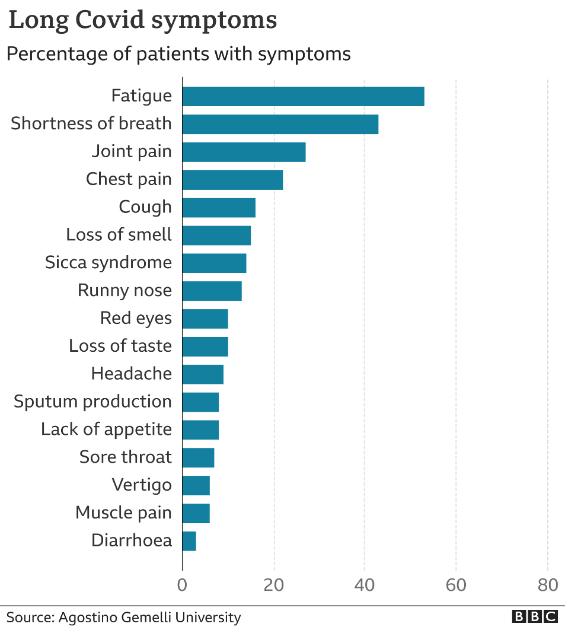 Long Covid symptoms
Percentage of patients with symptoms
Fatigue
Shortness of breath
Joint pain
Chest pain
Cough
Loss of smell
Sicca syndrome
Runny nose
Red eyes
Loss of taste
Headache
Sputum production
Lack of appetite
Sore throat
Vertigo
Muscle pain
Diarrhoea
0 20 40 60 80
Source: Agostino Gemelli University BBC